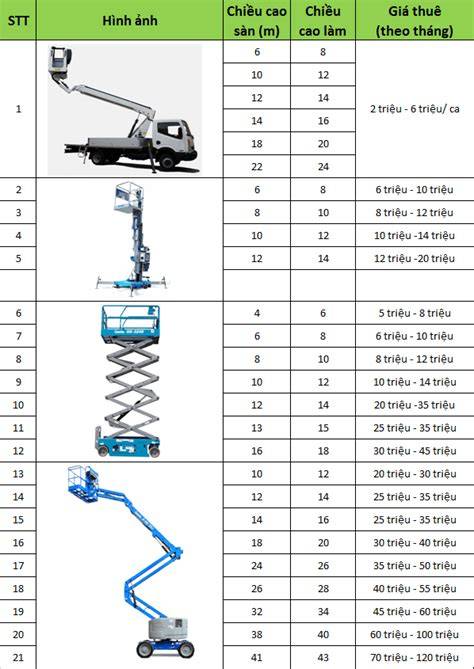 STT Hình ảnh Chiều cao sàn (m) Chiều cao làm Giá thuê (theo tháng)
1 6 8 2 triệu - 6 triệu/ ca
10 12
12 14
14 16
18 20
22 24
2 6 8 6 triệu - 10 triệu
3 8 10 8 triệu - 12 triệu
4 10 12 10 triệu -14 triệu
5 12 14 12 triệu -20 triệu
6 4 6 5 triệu - 8 triệu
7 6 8 6 triệu - 10 triệu
8 8 10 8 triệu - 12 triệu
9 10 12 10 triệu - 14 triệu
10 12 14 20 triệu -35 triệu
11 13 15 25 triệu - 35 triệu
12 16 18 30 triệu - 45 triệu
13 10 12 20 triệu - 30 triệu
14 12 14 25 triệu - 35 triệu
15 14 16 25 triệu - 35 triệu
16 18 20 30 triệu - 40 triệu
17 24 26 35 triệu - 50 triệu
18 26 28 40 triệu - 55 triệu
19 32 34 45 triệu - 60 triệu
20 38 40 60 triệu - 100 triệu
21 41 43 70 triệu - 120 triệu